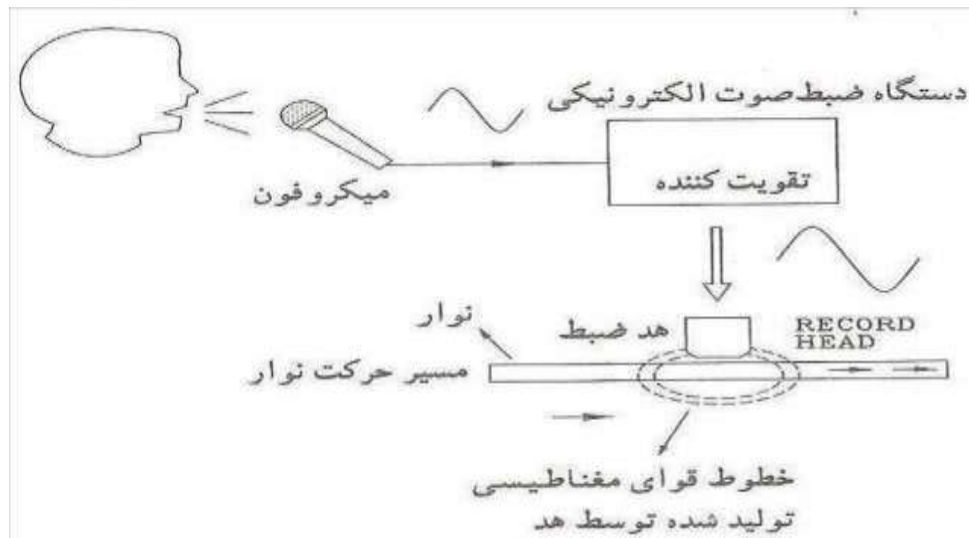 دستگاه ضبط صوت الکترونیکی
تقویت کننده
میکروفون
نوار
هد ضبط
RECORD
HEAD
مسیر حرکت نوار
خطوط قوای مغناطیسی
تولید شده توسط هد